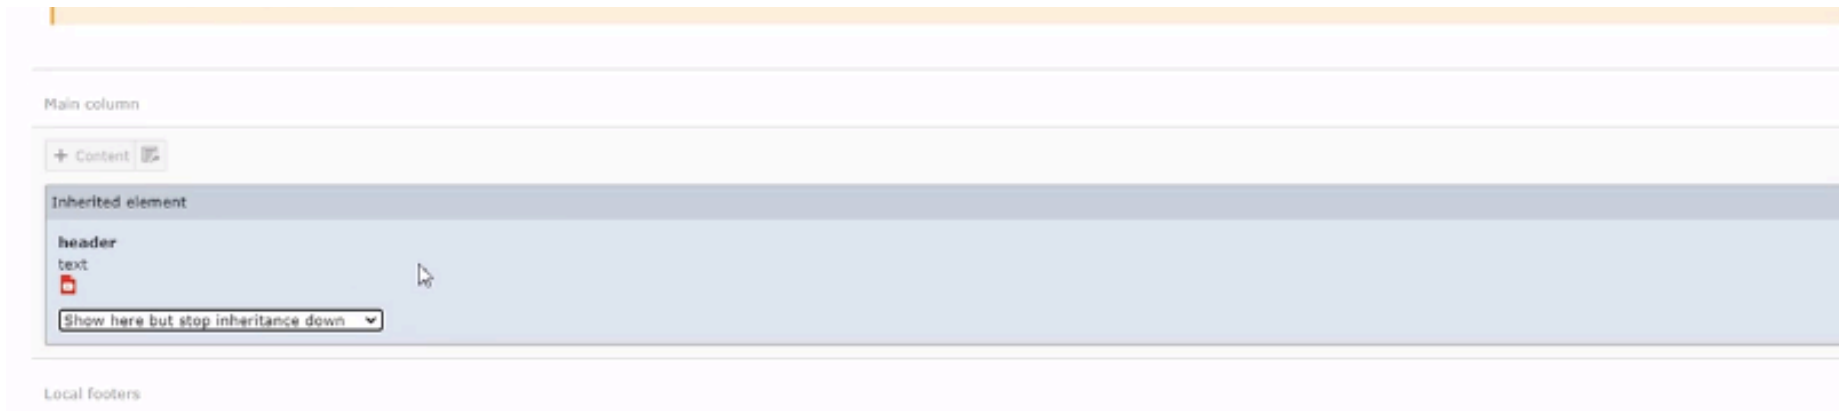 Main column
+ Content
Inherited element
header
text
Show here but stop inheritance down
Local footers